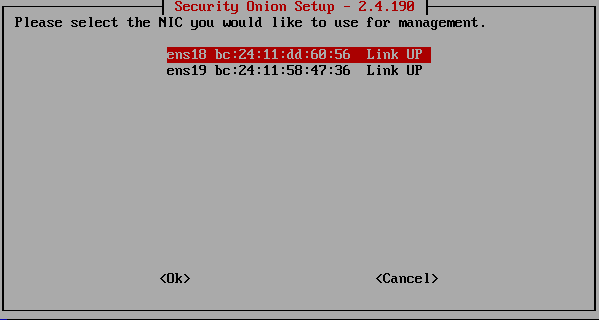 Security Onion Setup - 2.4.190
Please select the NIC you would like to use for management.
ens18 bc:24:11:dd:60:56  Link UP
ens19 bc:24:11:58:47:36  Link UP
<Ok> <Cancel>